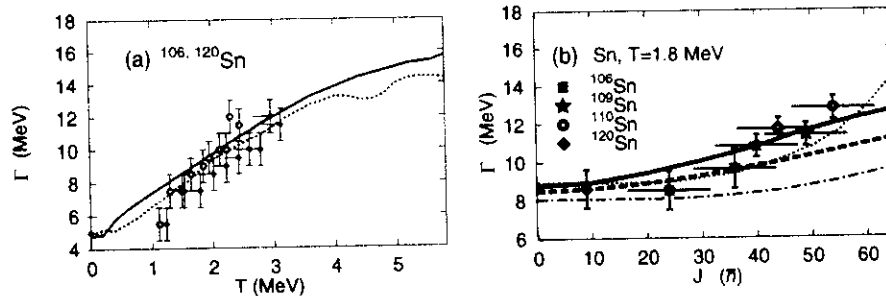 18
16
14
12
10
8
6
4
Γ (MeV)
(a) ¹⁰⁶, ¹²⁰Sn
0 1 2 3 4 5
T (MeV)
18
16
14
12
10
8
6
Γ (MeV)
(b) Sn, T=1.8 MeV
¹⁰⁶Sn
¹⁰⁹Sn
¹¹⁰Sn
¹²⁰Sn
0 10 20 30 40 50 60
J (ℏ)